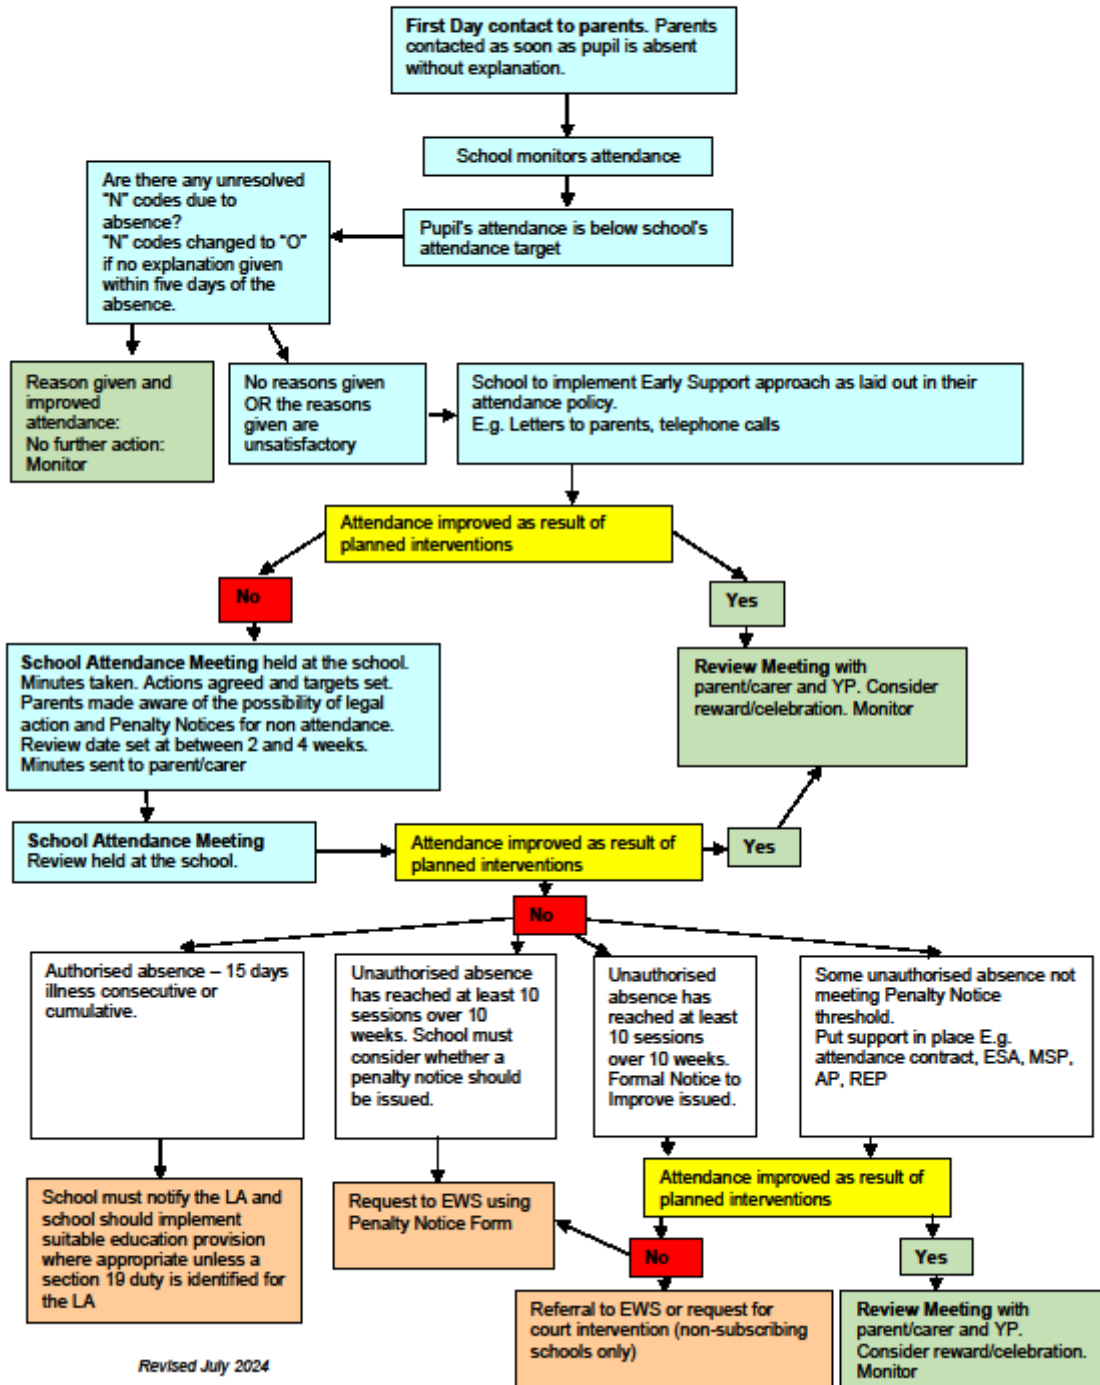 First Day contact to parents. Parents
contacted as soon as pupil is absent
without explanation.
School monitors attendance
Are there any unresolved
"N" codes due to
absence?
"N" codes changed to "O"
if no explanation given
within five days of the
absence.
Pupil's attendance is below school's
attendance target
Reason given and
improved
attendance:
No further action:
Monitor
No reasons given
OR the reasons
given are
unsatisfactory
School to implement Early Support approach as laid out in their
attendance policy.
E.g. Letters to parents, telephone calls
Attendance improved as result of
planned interventions
No
Yes
School Attendance Meeting held at the school.
Minutes taken. Actions agreed and targets set.
Parents made aware of the possibility of legal
action and Penalty Notices for non attendance.
Review date set at between 2 and 4 weeks.
Minutes sent to parent/carer
Review Meeting with
parent/carer and YP. Consider
reward/celebration. Monitor
School Attendance Meeting
Review held at the school.
Attendance improved as result of
planned interventions
Yes
No
Authorised absence – 15 days
illness consecutive or
cumulative.
Unauthorised absence
has reached at least 10
sessions over 10
weeks. School must
consider whether a
penalty notice should
be issued.
Unauthorised
absence has
reached at least
10 sessions
over 10 weeks.
Formal Notice to
Improve issued.
Some unauthorised absence not
meeting Penalty Notice
threshold.
Put support in place E.g.
attendance contract, ESA, MSP,
AP, REP
School must notify the LA and
school should implement
suitable education provision
where appropriate unless a
section 19 duty is identified for
the LA
Request to EWS using
Penalty Notice Form
Attendance improved as result of
planned interventions
No
Yes
Referral to EWS or request for
court intervention (non-subscribing
schools only)
Review Meeting with
parent/carer and YP.
Consider reward/celebration.
Monitor
Revised July 2024